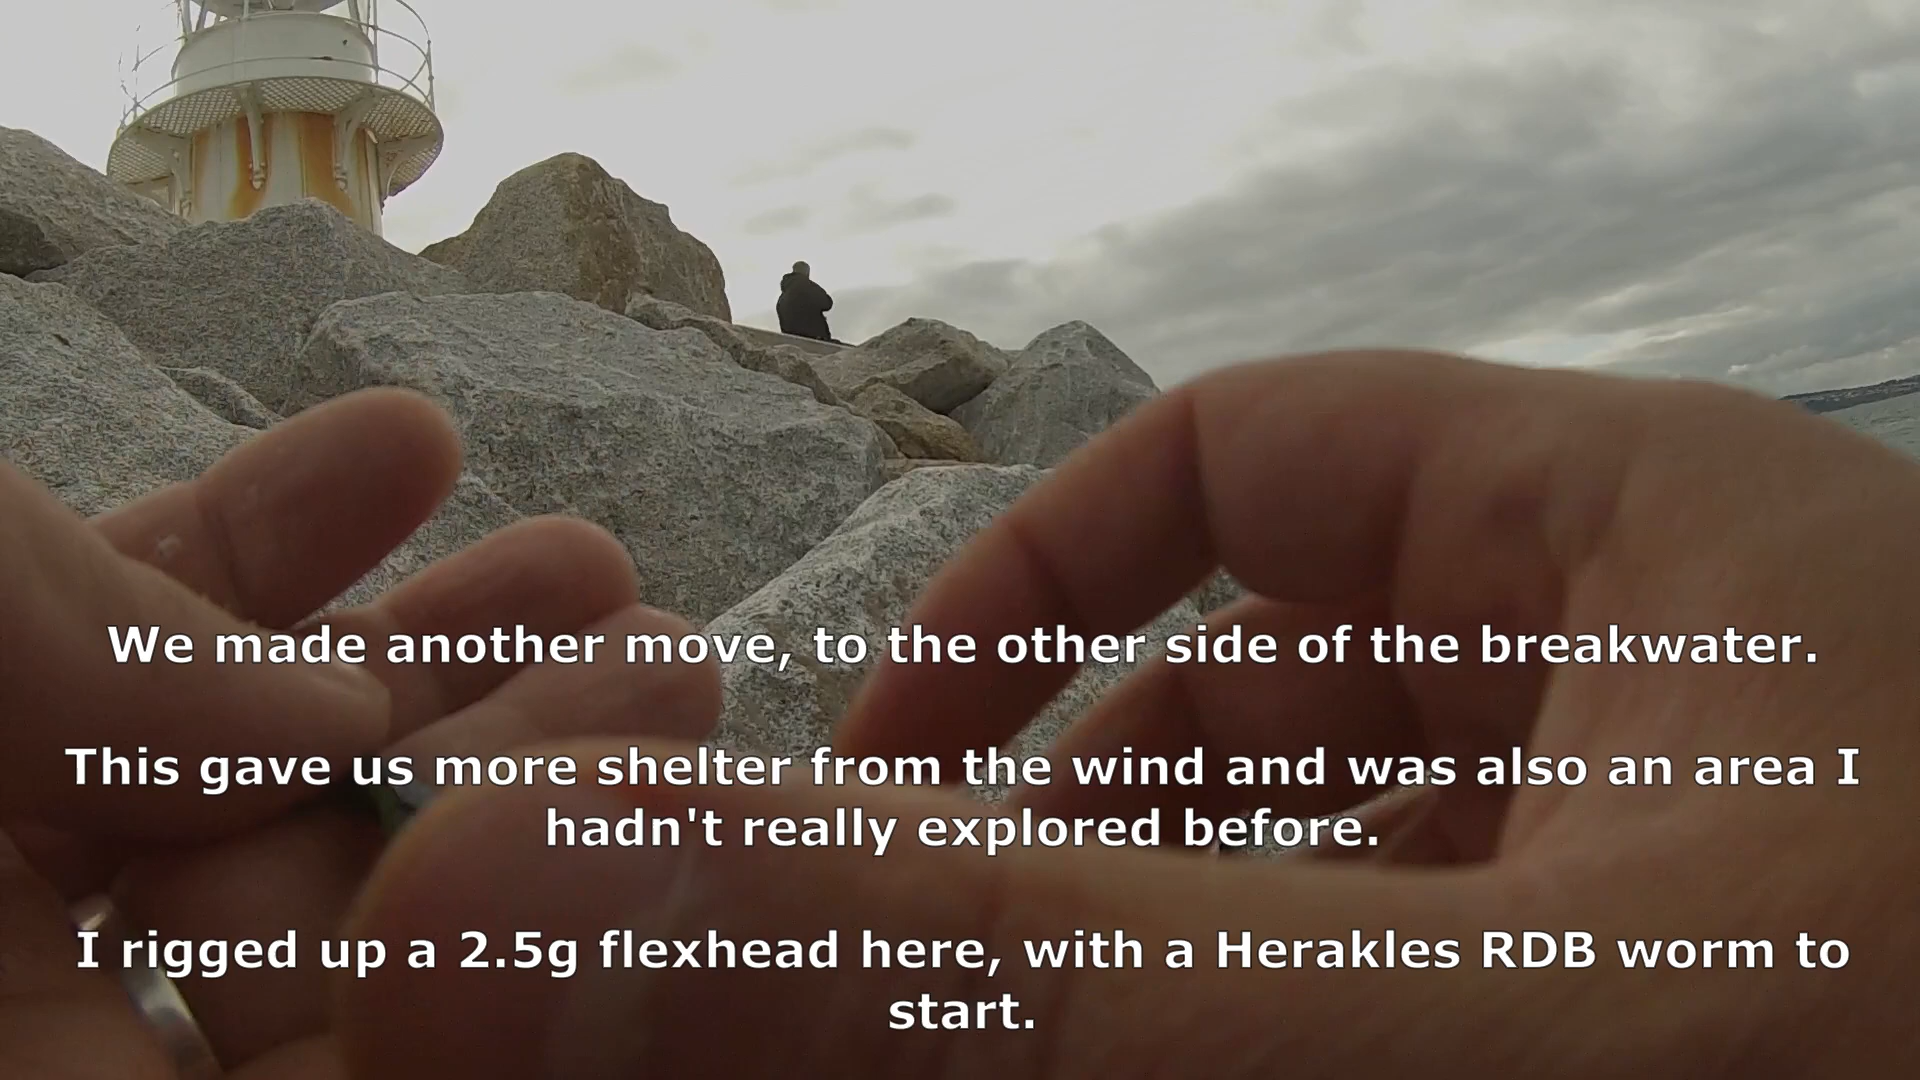 We made another move, to the other side of the breakwater.
This gave us more shelter from the wind and was also an area I
hadn't really explored before.
I rigged up a 2.5g flexhead here, with a Herakles RDB worm to
start.